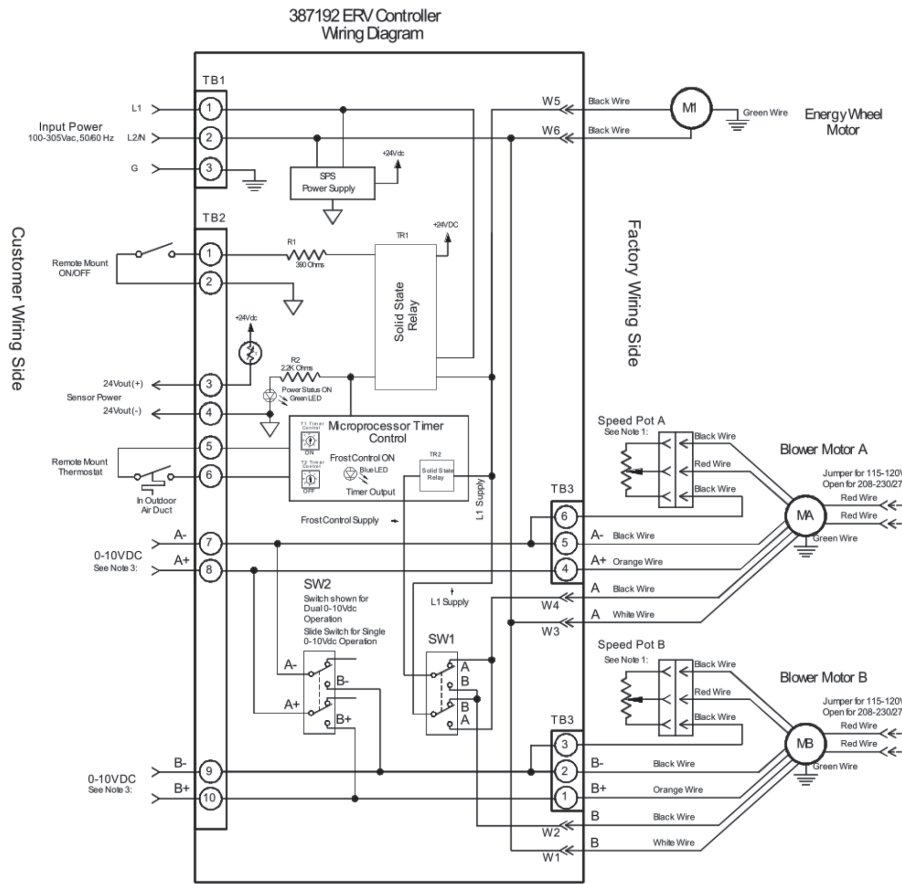 387192 ERV Controller
Wiring Diagram
TB1
L1
1
Input Power
100-305Vac, 50/60 Hz
L2/N
2
G
3
+24Vdc
SPS
Power Supply
W5
Black Wire
M1
Green Wire
Energy Wheel
Motor
W6
Black Wire
Customer Wiring Side
Factory Wiring Side
TB2
1
Remote Mount
ON/OFF
2
R1
390 Ohms
TR1
+24VDC
Solid State
Relay
+24Vdc
R2
2.2K Ohms
24Vout(+)
3
Sensor Power
24Vout(-)
4
Power Status ON
Green LED
5
Remote Mount
Thermostat
6
In Outdoor
Air Duct
T1 Timer
Control
ON
T2 Timer
Control
OFF
Microprocessor Timer
Control
Frost Control ON
Blue LED
Timer Output
TR2
Solid State
Relay
L1 Supply
Frost Control Supply
A-
7
0-10VDC
See Note 3:
A+
8
SW2
Switch shown for
Dual 0-10Vdc
Operation
Slide Switch for Single
0-10Vdc Operation
A-
B-
A+
B+
L1 Supply
SW1
A
B
B
A
Speed Pot A
See Note 1:
Black Wire
Red Wire
Black Wire
Blower Motor A
Jumper for 115-120V
Open for 208-230/27
Red Wire
Red Wire
MA
Green Wire
TB3
6
5
A-
Black Wire
4
A+
Orange Wire
A
Black Wire
W4
A
White Wire
W3
Speed Pot B
See Note 1:
Black Wire
Red Wire
Black Wire
Blower Motor B
Jumper for 115-120V
Open for 208-230/27
Red Wire
Red Wire
MB
Green Wire
TB3
3
2
B-
Black Wire
1
B+
Orange Wire
B
Black Wire
W2
B
White Wire
W1
B-
9
0-10VDC
See Note 3:
B+
10